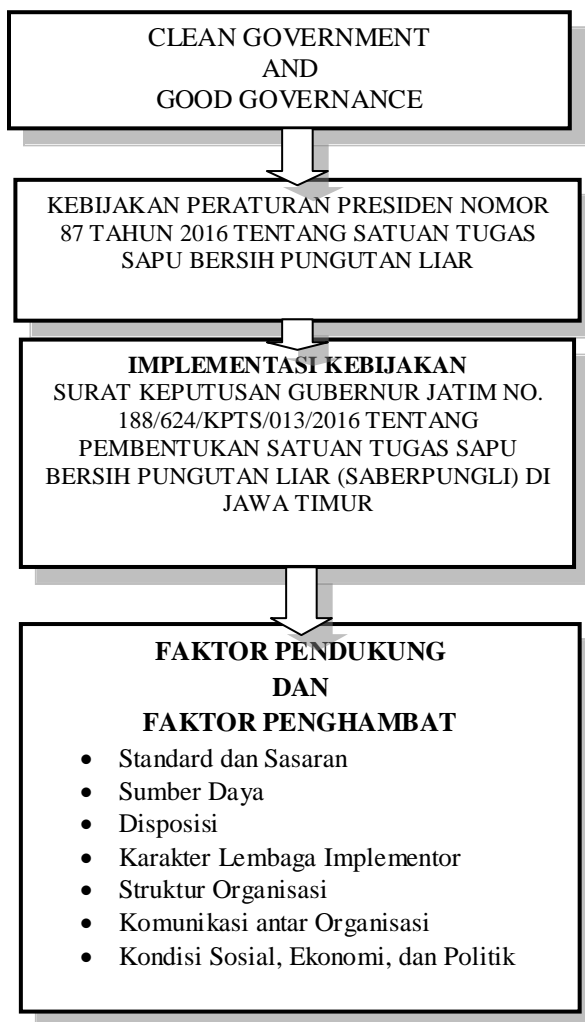 CLEAN GOVERNMENT
AND
GOOD GOVERNANCE
KEBIJAKAN PERATURAN PRESIDEN NOMOR
87 TAHUN 2016 TENTANG SATUAN TUGAS
SAPU BERSIH PUNGUTAN LIAR
IMPLEMENTASI KEBIJAKAN
SURAT KEPUTUSAN GUBERNUR JATIM NO.
188/624/KPTS/013/2016 TENTANG
PEMBENTUKAN SATUAN TUGAS SAPU
BERSIH PUNGUTAN LIAR (SABERPUNGLI) DI
JAWA TIMUR
FAKTOR PENDUKUNG
DAN
FAKTOR PENGHAMBAT
• Standard dan Sasaran
• Sumber Daya
• Disposisi
• Karakter Lembaga Implementor
• Struktur Organisasi
• Komunikasi antar Organisasi
• Kondisi Sosial, Ekonomi, dan Politik